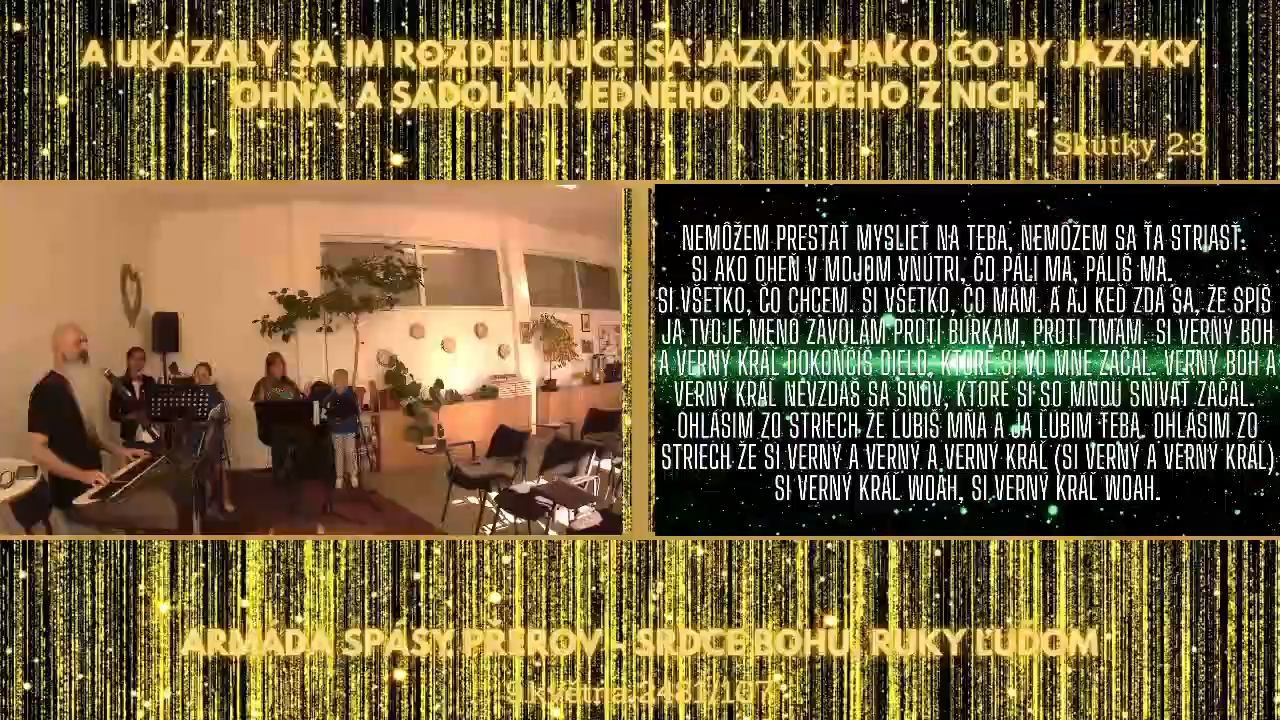 A UKÁZALY SA IM ROZDEĽUJÚCE SA JAZYKY JAKO ČO BY JAZYKY
OHŇA, A SADOL NA JEDNÉHO KAŽDÉHO Z NICH.
Skutky 2:3
NEMÔŽEM PRESTAŤ MYSLIEŤ NA TEBA, NEMÔŽEM SA ŤA STRIASŤ.
SI AKO OHEŇ V MOJOM VNÚTRI, ČO PÁLI MA, PÁLIŠ MA.
SI VŠETKO, ČO CHCEM. SI VŠETKO, ČO MÁM. A AJ KEĎ ZDÁ SA, ŽE SPÍŠ
JA TVOJE MENO ZAVOLÁM PROTI BÚRKAM, PROTI TMÁM. SI VERNÝ BOH
A VERNÝ KRÁĽ DOKONČÍŠ DIELO, KTORÉ SI VO MNE ZAČAL. VERNÝ BOH A
VERNÝ KRÁĽ NEVZDÁŠ SA SNOV, KTORÉ SI SO MNOU SNÍVAŤ ZAČAL.
OHLÁSIM ZO STRIECH ŽE ĽÚBIŠ MŇA A JA ĽÚBIM TEBA. OHLÁSIM ZO
STRIECH ŽE SI VERNÝ A VERNÝ A VERNÝ KRÁĽ (SI VERNÝ A VERNÝ KRÁĽ)
SI VERNÝ KRÁĽ WOAH, SI VERNÝ KRÁĽ WOAH.
ARMÁDA SPÁSY PŘEROV - SRDCE BOHU, RUKY ĽUĎOM
9.května 2481/107